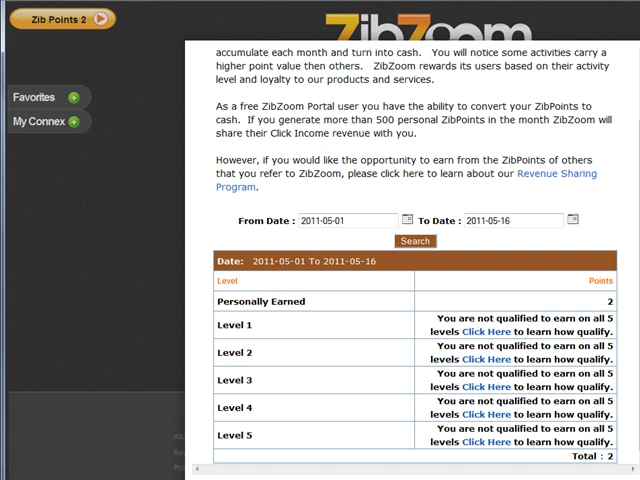 Zib Points 2
ZibZoom
Favorites
My Connex
accumulate each month and turn into cash. You will notice some activities carry a
higher point value then others. ZibZoom rewards its users based on their activity
level and loyalty to our products and services.
As a free ZibZoom Portal user you have the ability to convert your ZibPoints to
cash. If you generate more than 500 personal ZibPoints in the month ZibZoom will
share their Click Income revenue with you.
However, if you would like the opportunity to earn from the ZibPoints of others
that you refer to ZibZoom, please click here to learn about our Revenue Sharing
Program.
From Date : 2011-05-01 To Date : 2011-05-16
Search
Date: 2011-05-01 To 2011-05-16
Level Points
Personally Earned 2
Level 1 You are not qualified to earn on all 5
levels Click Here to learn how qualify.
Level 2 You are not qualified to earn on all 5
levels Click Here to learn how qualify.
Level 3 You are not qualified to earn on all 5
levels Click Here to learn how qualify.
Level 4 You are not qualified to earn on all 5
levels Click Here to learn how qualify.
Level 5 You are not qualified to earn on all 5
levels Click Here to learn how qualify.
Total : 2